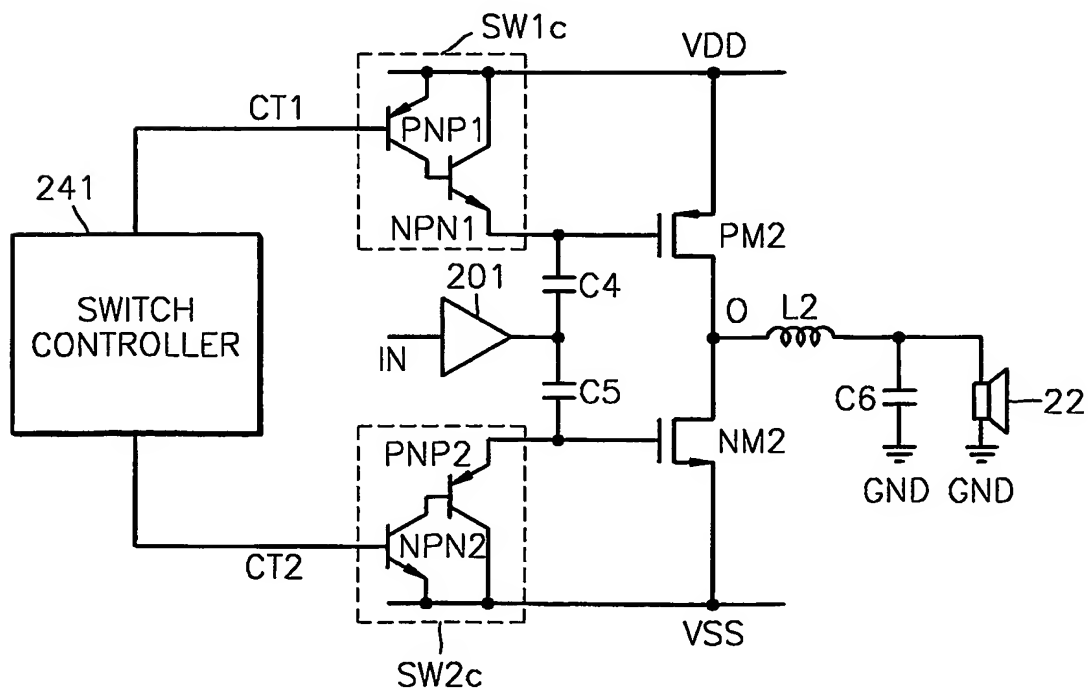 SW1c
VDD
CT1
PNP1
241
NPN1
PM2
SWITCH
CONTROLLER
201
C4
IN
O
L2
C5
C6
22
PNP2
NM2
GND
GND
NPN2
CT2
VSS
SW2c